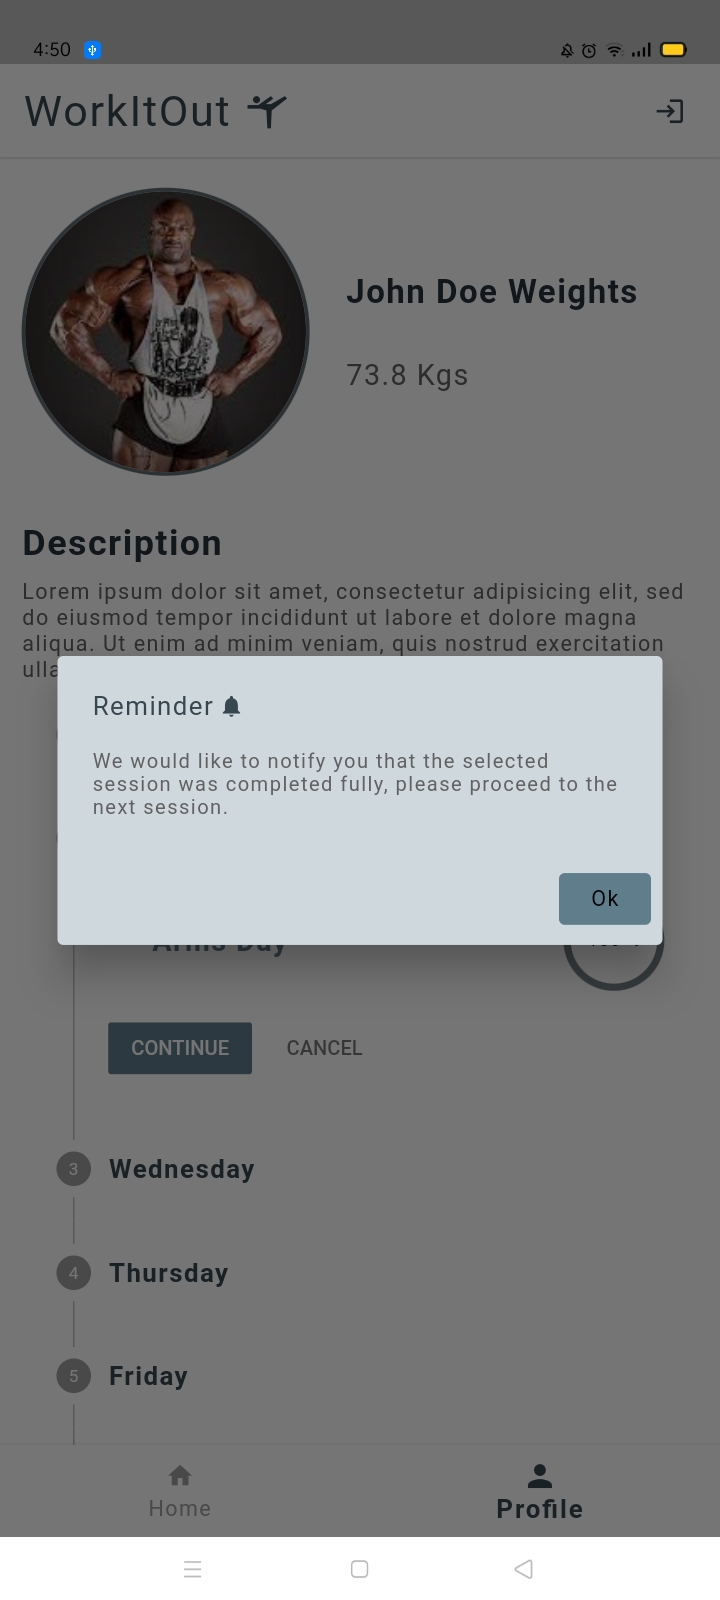 4:50
WorkItOut
John Doe Weights
73.8 Kgs
Description
Lorem ipsum dolor sit amet, consectetur adipisicing elit, sed
do eiusmod tempor incididunt ut labore et dolore magna
aliqua. Ut enim ad minim veniam, quis nostrud exercitation
ulla
Reminder
We would like to notify you that the selected
session was completed fully, please proceed to the
next session.
Ok
Arms Day
CONTINUE CANCEL
3 Wednesday
4 Thursday
5 Friday
Home Profile